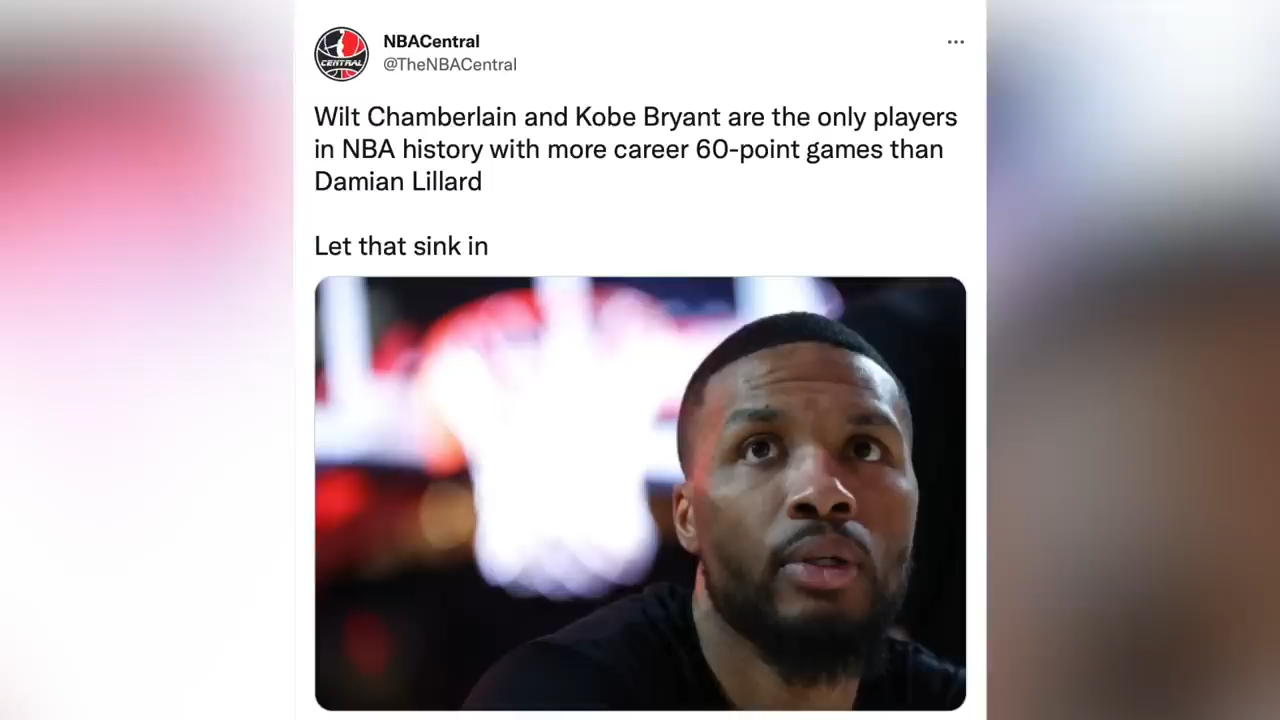 NBACentral
@TheNBACentral
CENTRAL
Wilt Chamberlain and Kobe Bryant are the only players
in NBA history with more career 60-point games than
Damian Lillard
Let that sink in